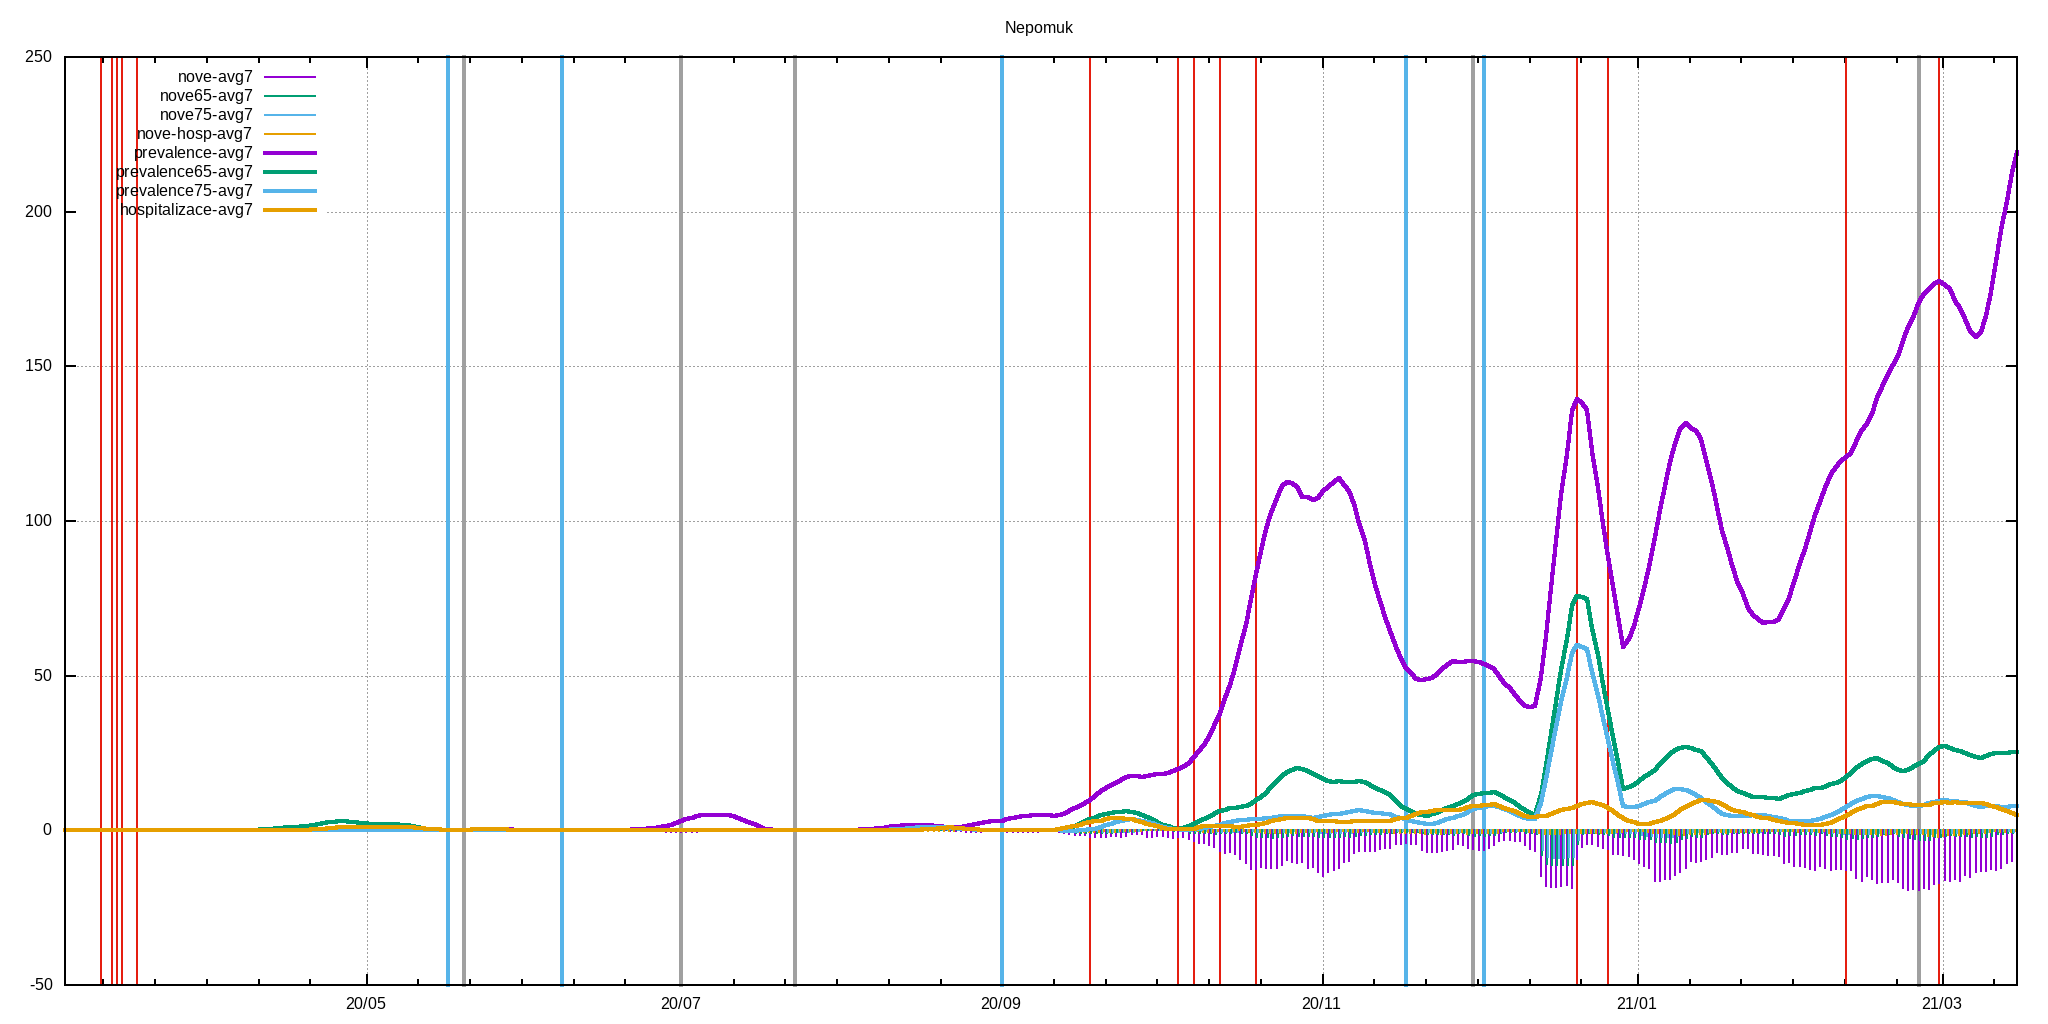 Nepomuk
250
200
150
100
50
0
-50
nove-avg7
nove65-avg7
nove75-avg7
nove-hosp-avg7
prevalence-avg7
prevalence65-avg7
prevalence75-avg7
hospitalizace-avg7
20/05 20/07 20/09 20/11 21/01 21/03